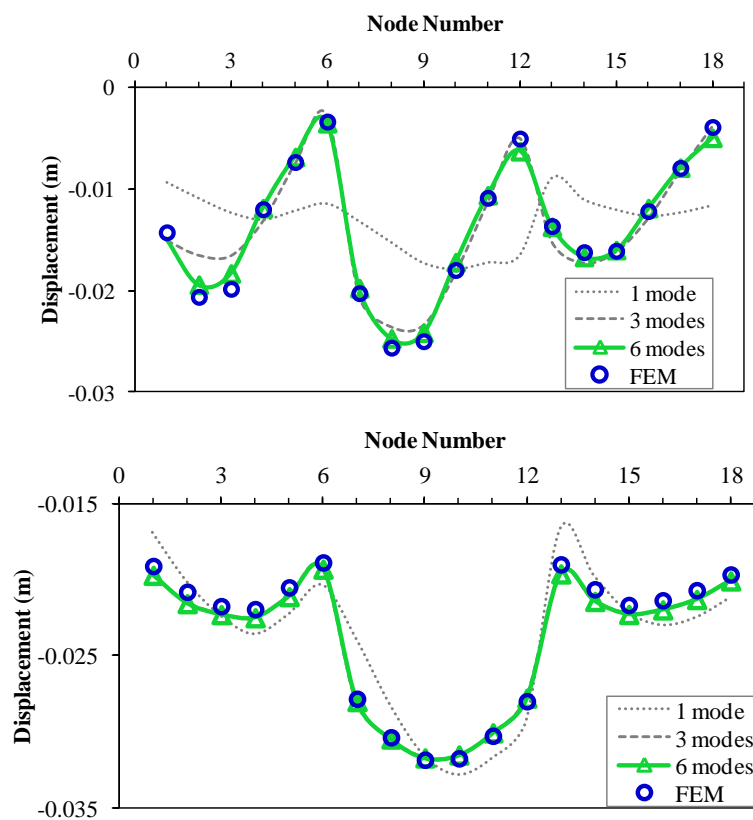 Node Number
0 3 6 9 12 15 18
0
-0.01
-0.02
-0.03
Displacement (m)
1 mode
3 modes
6 modes
FEM
Node Number
0 3 6 9 12 15 18
-0.015
-0.025
-0.035
Displacement (m)
1 mode
3 modes
6 modes
FEM